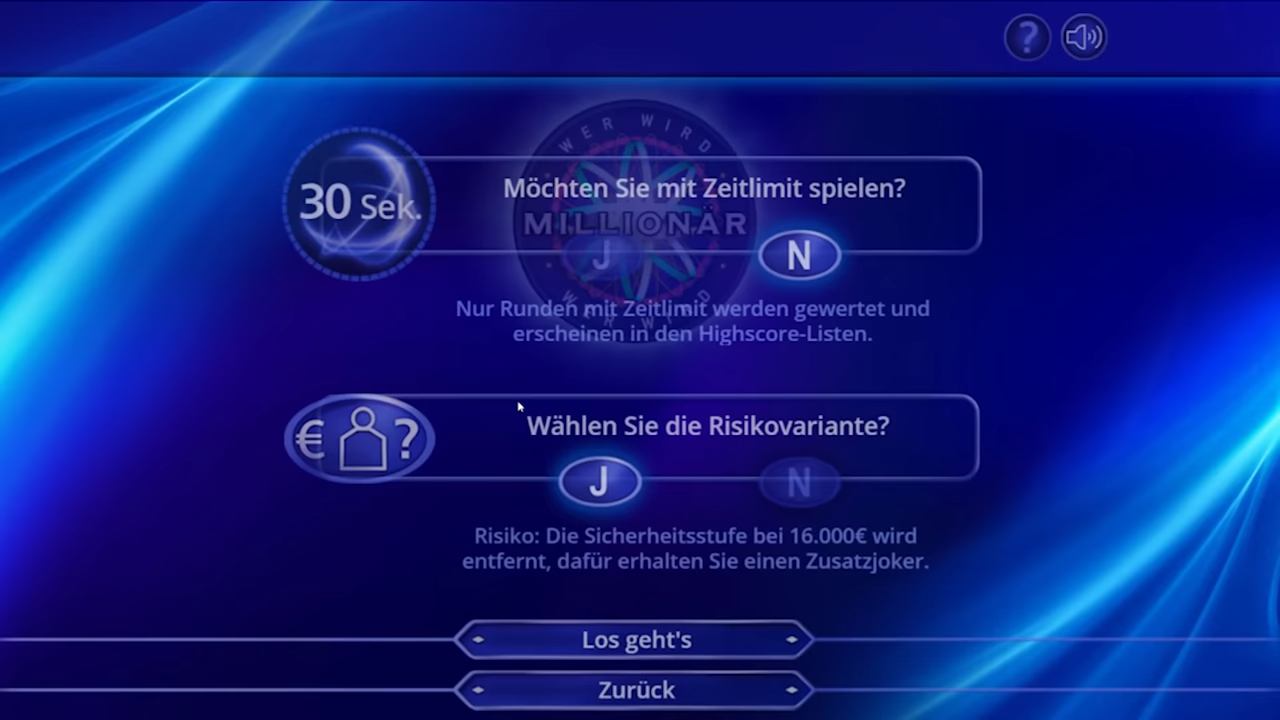 ?
WER WIRD
30 Sek.
Möchten Sie mit Zeitlimit spielen?
MILLIONÄR
J
N
WER WIRD
Nur Runden mit Zeitlimit werden gewertet und
erscheinen in den Highscore-Listen.
€ ?
Wählen Sie die Risikovariante?
J
N
Risiko: Die Sicherheitsstufe bei 16.000€ wird
entfernt, dafür erhalten Sie einen Zusatzjoker.
Los geht's
Zurück